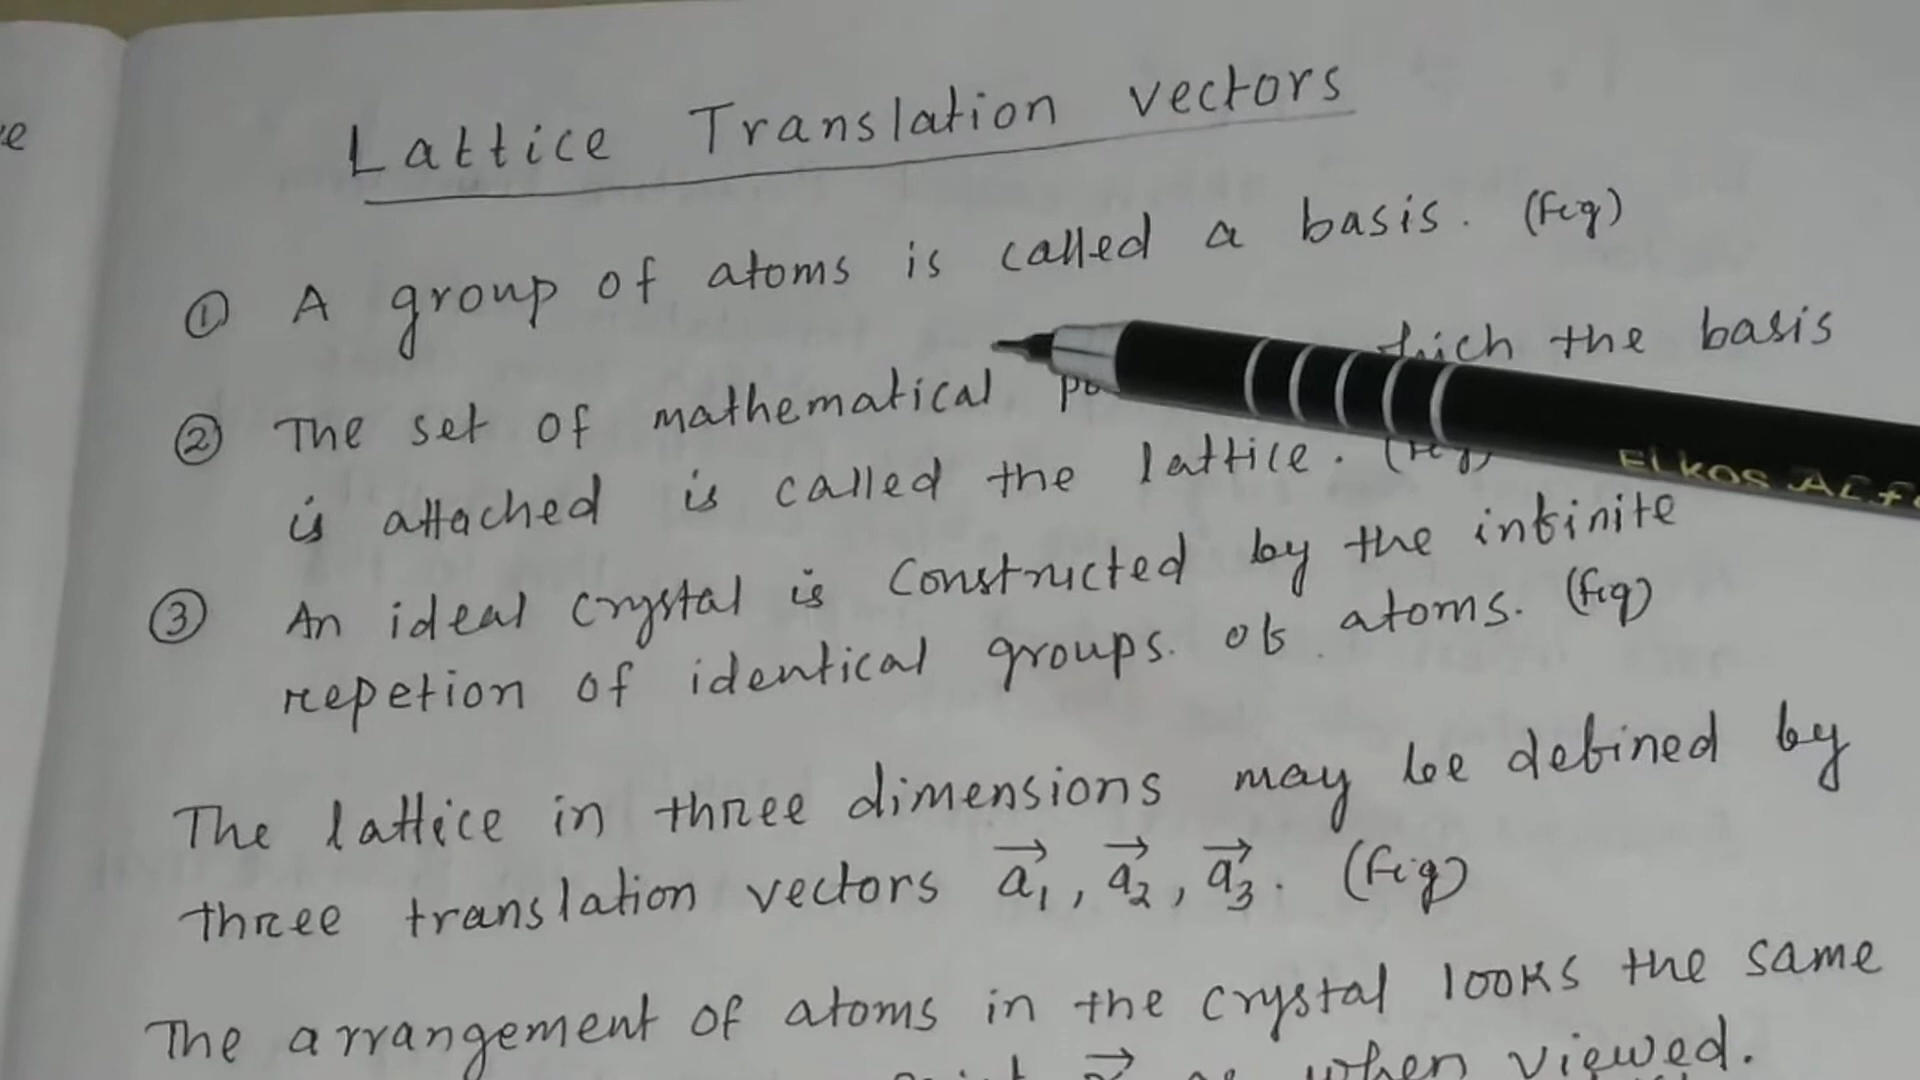 Lattice Translation vectors
① A group of atoms is called a basis. (fig)
② The set of mathematical which the basis
is attached is called the lattice. (fig)
③ An ideal crystal is constructed by the infinite
repetion of identical groups of atoms. (fig)
The lattice in three dimensions may be defined by
three translation vectors a⃗₁, a⃗₂, a⃗₃. (fig)
The arrangement of atoms in the crystal looks the same
when viewed.
Elkos